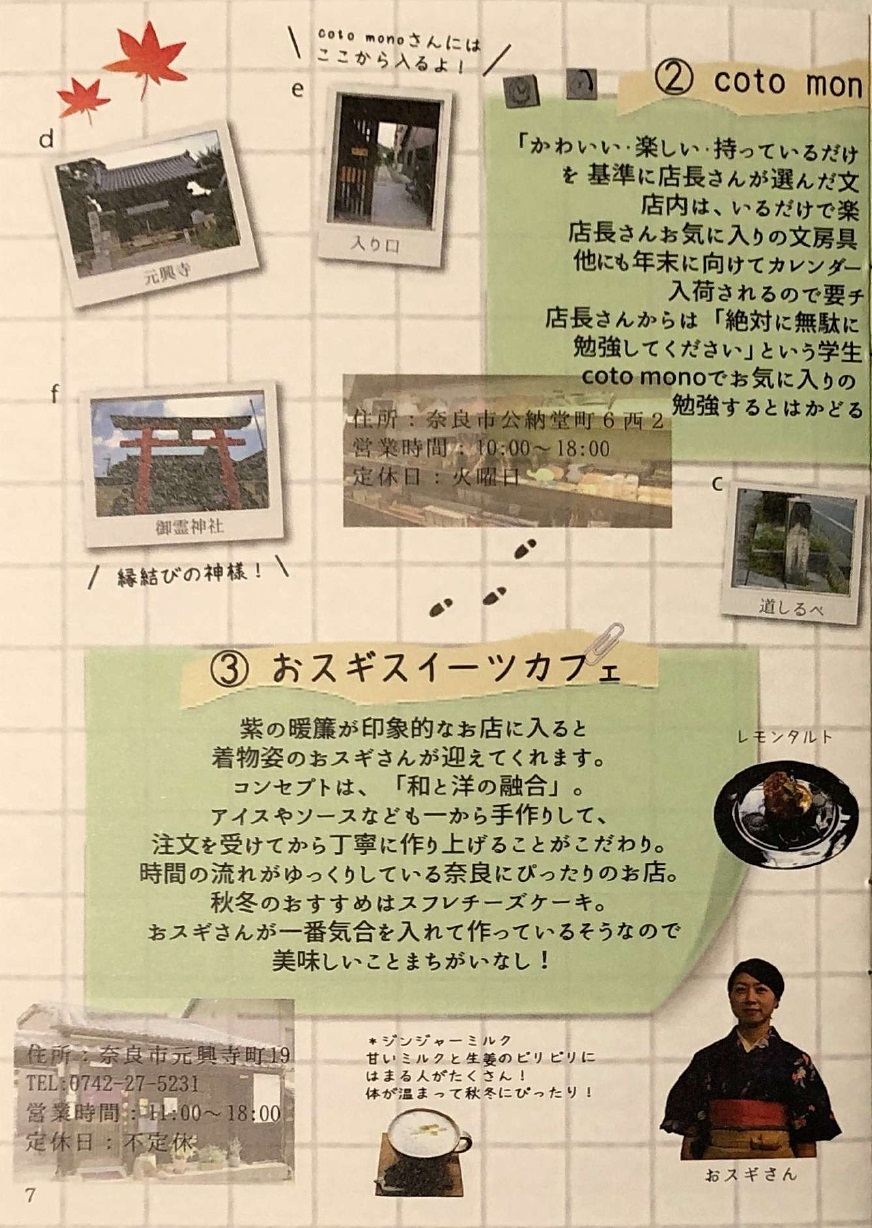 coto monoさんには
ここから入るよ！
e
d
元興寺
入り口
② coto mon
「かわいい・楽しい・持っているだけ
を 基準に店長さんが選んだ文
店内は、いるだけで楽
店長さんお気に入りの文房具
他にも年末に向けてカレンダー
入荷されるので要チ
店長さんからは「絶対に無駄に
勉強してください」という学生
coto monoでお気に入りの
勉強するとはかどる
住所：奈良市公納堂町６西２
営業時間：10:00～18:00
定休日：火曜日
f
御霊神社
縁結びの神様！
c
道しるべ
③ おスギスイーツカフェ
紫の暖簾が印象的なお店に入ると
着物姿のおスギさんが迎えてくれます。
コンセプトは、「和と洋の融合」。
アイスやソースなども一から手作りして、
注文を受けてから丁寧に作り上げることがこだわり。
時間の流れがゆっくりしている奈良にぴったりのお店。
秋冬のおすすめはスフレチーズケーキ。
おスギさんが一番気合を入れて作っているそうなので
美味しいことまちがいなし！
レモンタルト
住所：奈良市元興寺町19
TEL:0742-27-5231
営業時間：11:00～18:00
定休日：不定休
＊ジンジャーミルク
甘いミルクと生姜のピリピリに
はまる人がたくさん！
体が温まって秋冬にぴったり！
おスギさん
7